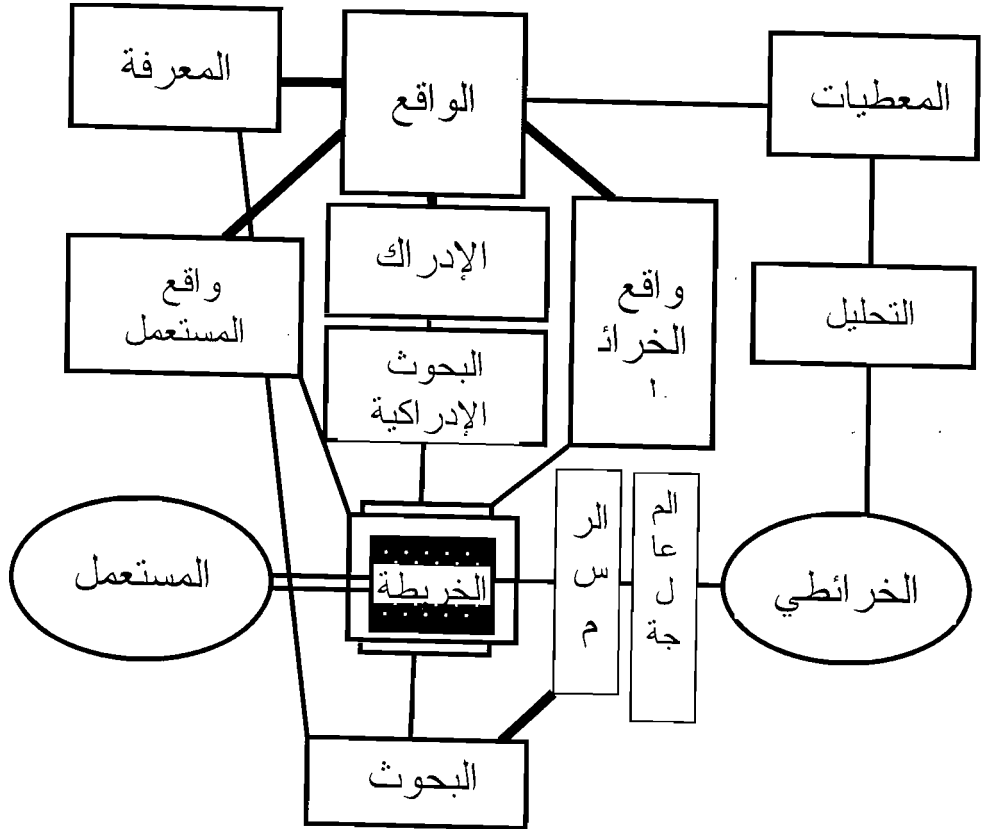 المعرفة
الواقع
المعطيات
الإدراك
واقع
المستعمل
واقع
الخرائ
ا
التحليل
البحوث
الإدراكية
المستعمل
الخريطة
الر
س
م
الم
عا
ل
جة
الخرائطي
البحوث